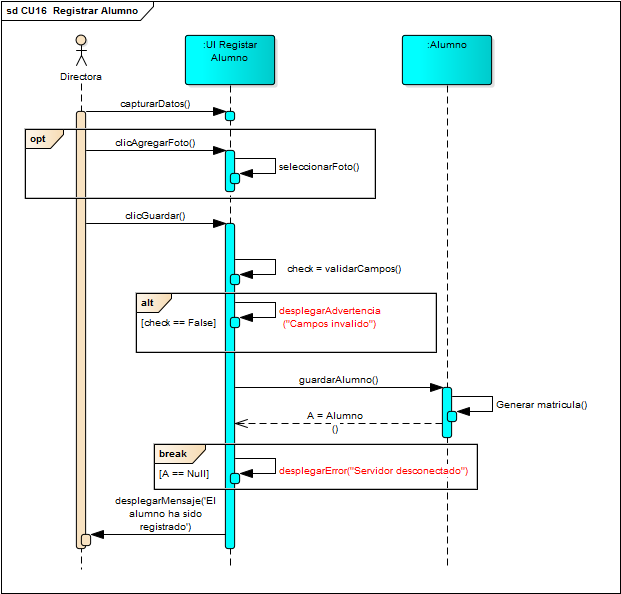 sd CU16 Registrar Alumno
Directora
:UI Registrar
Alumno
:Alumno
capturarDatos()
opt
clicAgregarFoto()
seleccionarFoto()
clicGuardar()
check = validarCampos()
alt
[check == False]
desplegarAdvertencia
("Campos invalido")
guardarAlumno()
Generar matricula()
A = Alumno
()
break
[A == Null]
desplegarError("Servidor desconectado")
desplegarMensaje('El
alumno ha sido
registrado')